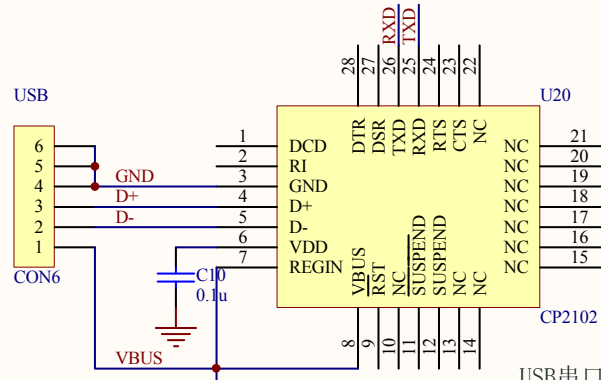 RXD
TXD
28
27
26
25
24
23
22
USB
U20
DTR
DSR
TXD
RXD
RTS
CTS
NC
6
5
4
3
2
1
GND
D+
D-
CON6
1 DCD
2 RI
3 GND
4 D+
5 D-
6 VDD
7 REGIN
NC 21
NC 20
NC 19
NC 18
NC 17
NC 16
NC 15
C10
0.1u
VBUS
RST
NC
SUSPEND
SUSPEND
NC
NC
CP2102
8
9
10
11
12
13
14
VBUS
USB串口